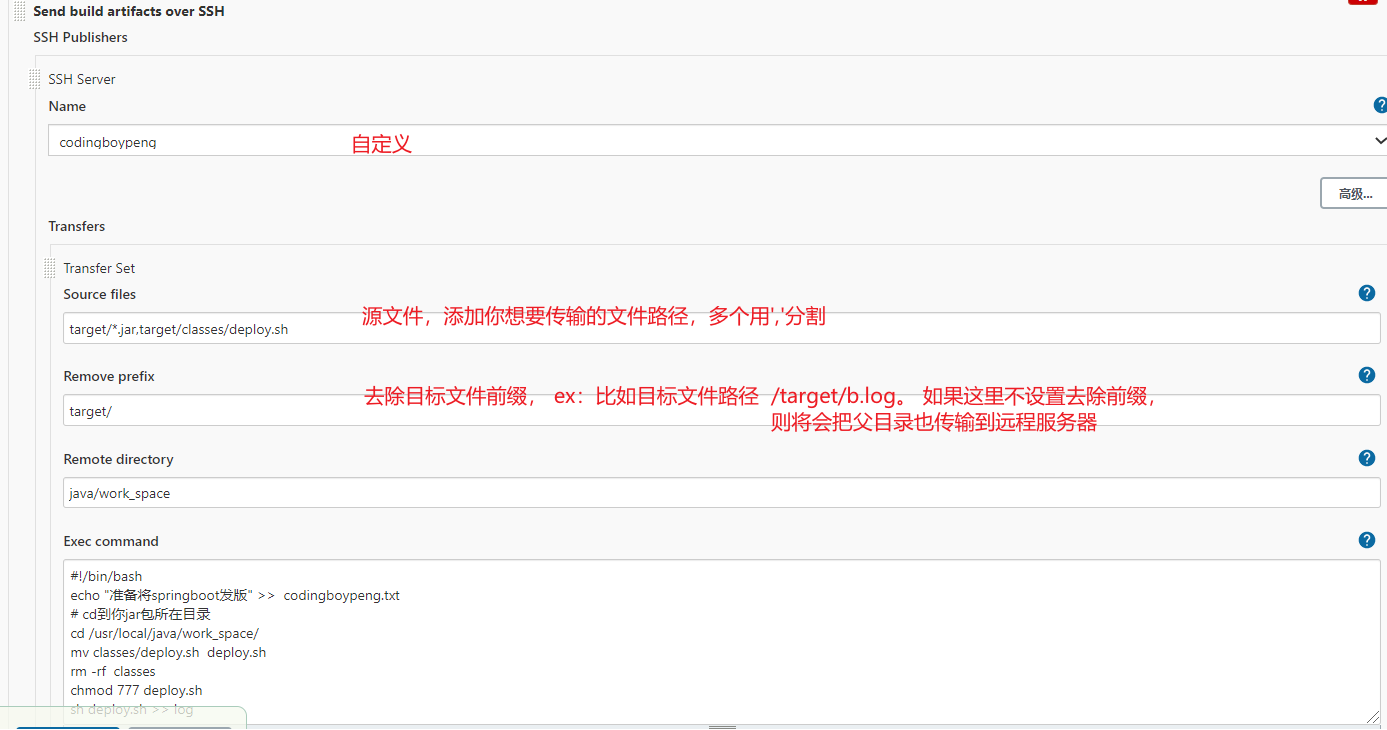 Send build artifacts over SSH
SSH Publishers
SSH Server
Name
codingboypeng
自定义
高级...
Transfers
Transfer Set
Source files
源文件，添加你想要传输的文件路径，多个用','分割
target/*.jar,target/classes/deploy.sh
Remove prefix
去除目标文件前缀， ex：比如目标文件路径 /target/b.log。 如果这里不设置去除前缀，
则将会把父目录也传输到远程服务器
target/
Remote directory
java/work_space
Exec command
#!/bin/bash
echo "准备将springboot发版" >>  codingboypeng.txt
# cd到你jar包所在目录
cd /usr/local/java/work_space/
mv classes/deploy.sh  deploy.sh
rm -rf  classes
chmod 777 deploy.sh
sh deploy.sh >> log